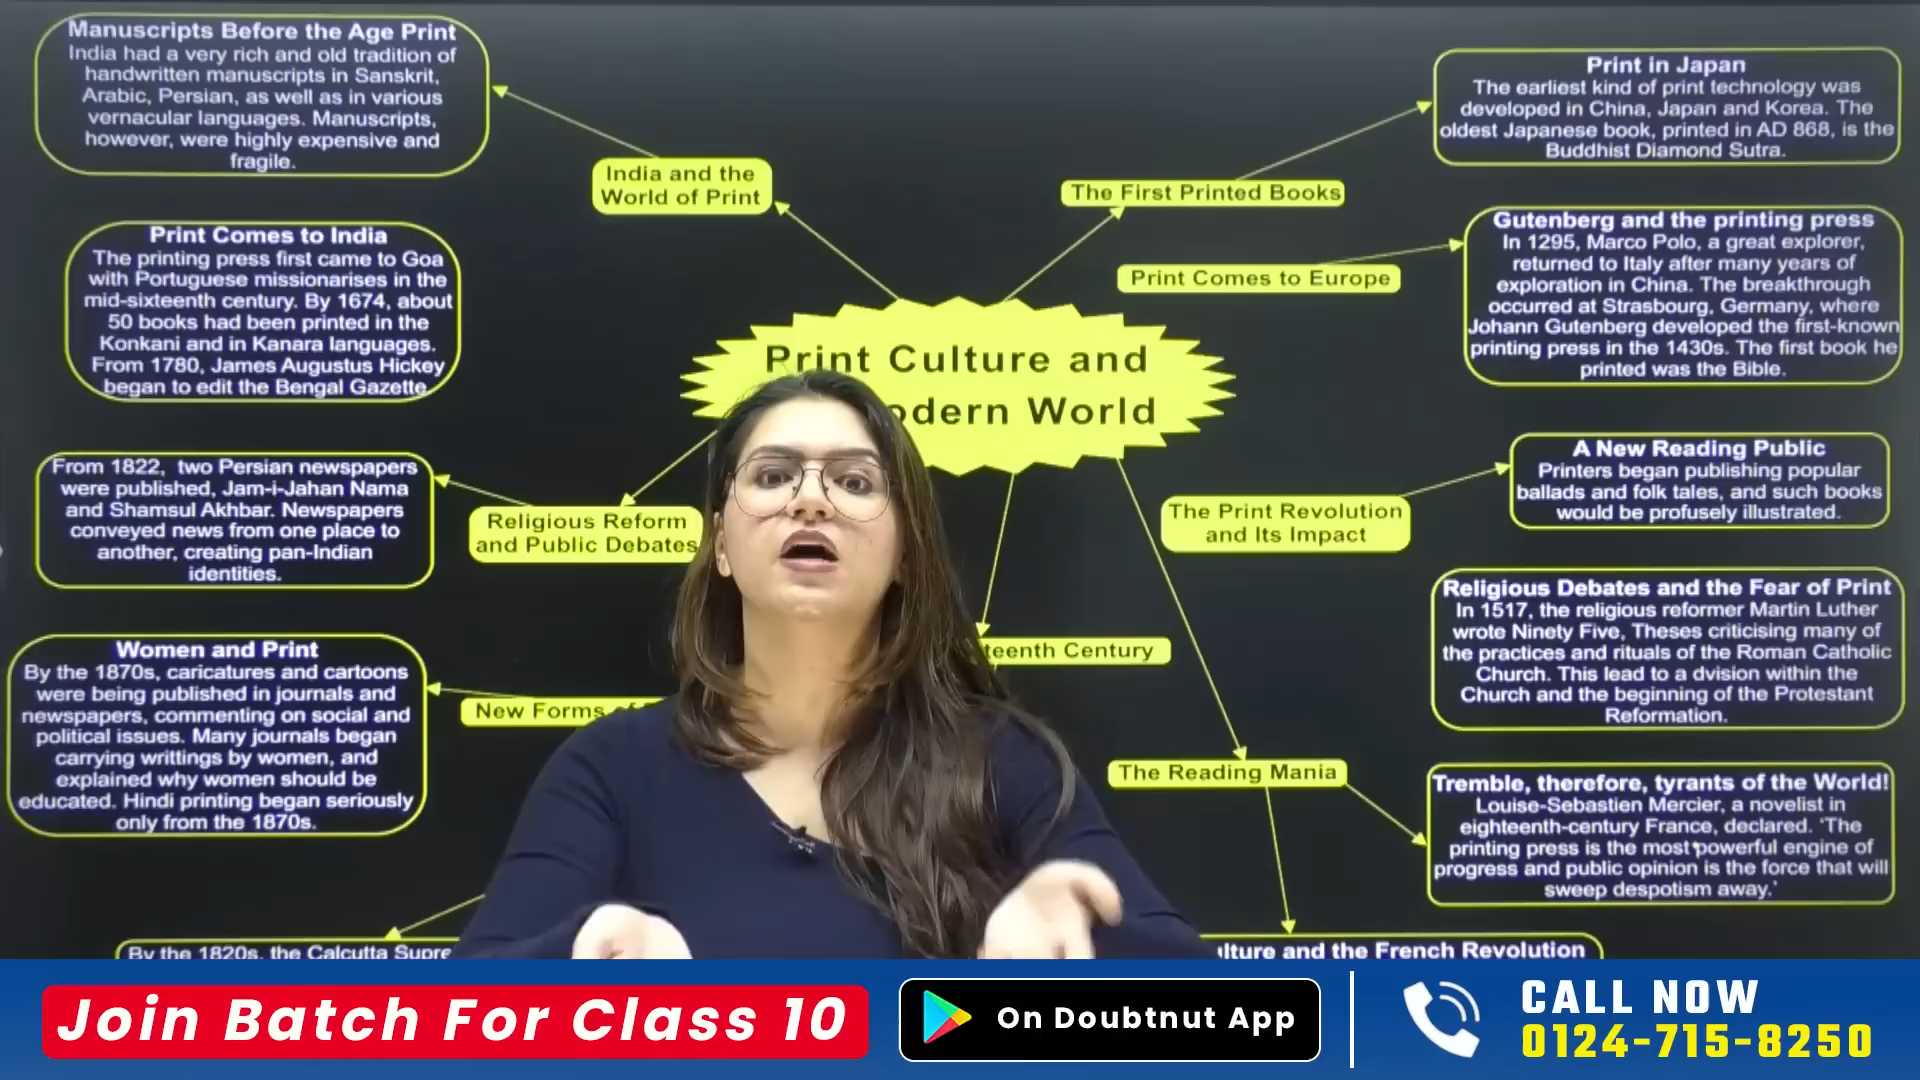 Manuscripts Before the Age Print
India had a very rich and old tradition of
handwritten manuscripts in Sanskrit,
Arabic, Persian, as well as in various
vernacular languages. Manuscripts,
however, were highly expensive and
fragile.
India and the
World of Print
Print Comes to India
The printing press first came to Goa
with Portuguese missionarises in the
mid-sixteenth century. By 1674, about
50 books had been printed in the
Konkani and in Kanara languages.
From 1780, James Augustus Hickey
began to edit the Bengal Gazette
From 1822, two Persian newspapers
were published, Jam-i-Jahan Nama
and Shamsul Akhbar. Newspapers
conveyed news from one place to
another, creating pan-Indian
identities.
Religious Reform
and Public Debates
Women and Print
By the 1870s, caricatures and cartoons
were being published in journals and
newspapers, commenting on social and
political issues. Many journals began
carrying writtings by women, and
explained why women should be
educated. Hindi printing began seriously
only from the 1870s.
New Forms of
By the 1820s, the Calcutta Supre
Print Culture and
odern World
The First Printed Books
Print in Japan
The earliest kind of print technology was
developed in China, Japan and Korea. The
oldest Japanese book, printed in AD 868, is the
Buddhist Diamond Sutra.
Print Comes to Europe
Gutenberg and the printing press
In 1295, Marco Polo, a great explorer,
returned to Italy after many years of
exploration in China. The breakthrough
occurred at Strasbourg, Germany, where
Johann Gutenberg developed the first-known
printing press in the 1430s. The first book he
printed was the Bible.
The Print Revolution
and Its Impact
A New Reading Public
Printers began publishing popular
ballads and folk tales, and such books
would be profusely illustrated.
Religious Debates and the Fear of Print
In 1517, the religious reformer Martin Luther
wrote Ninety Five, Theses criticising many of
the practices and rituals of the Roman Catholic
Church. This lead to a dvision within the
Church and the beginning of the Protestant
Reformation.
teenth Century
The Reading Mania
Tremble, therefore, tyrants of the World!
Louise-Sebastien Mercier, a novelist in
eighteenth-century France, declared. 'The
printing press is the most powerful engine of
progress and public opinion is the force that will
sweep despotism away.'
ulture and the French Revolution
Join Batch For Class 10
On Doubtnut App
CALL NOW
0124-715-8250